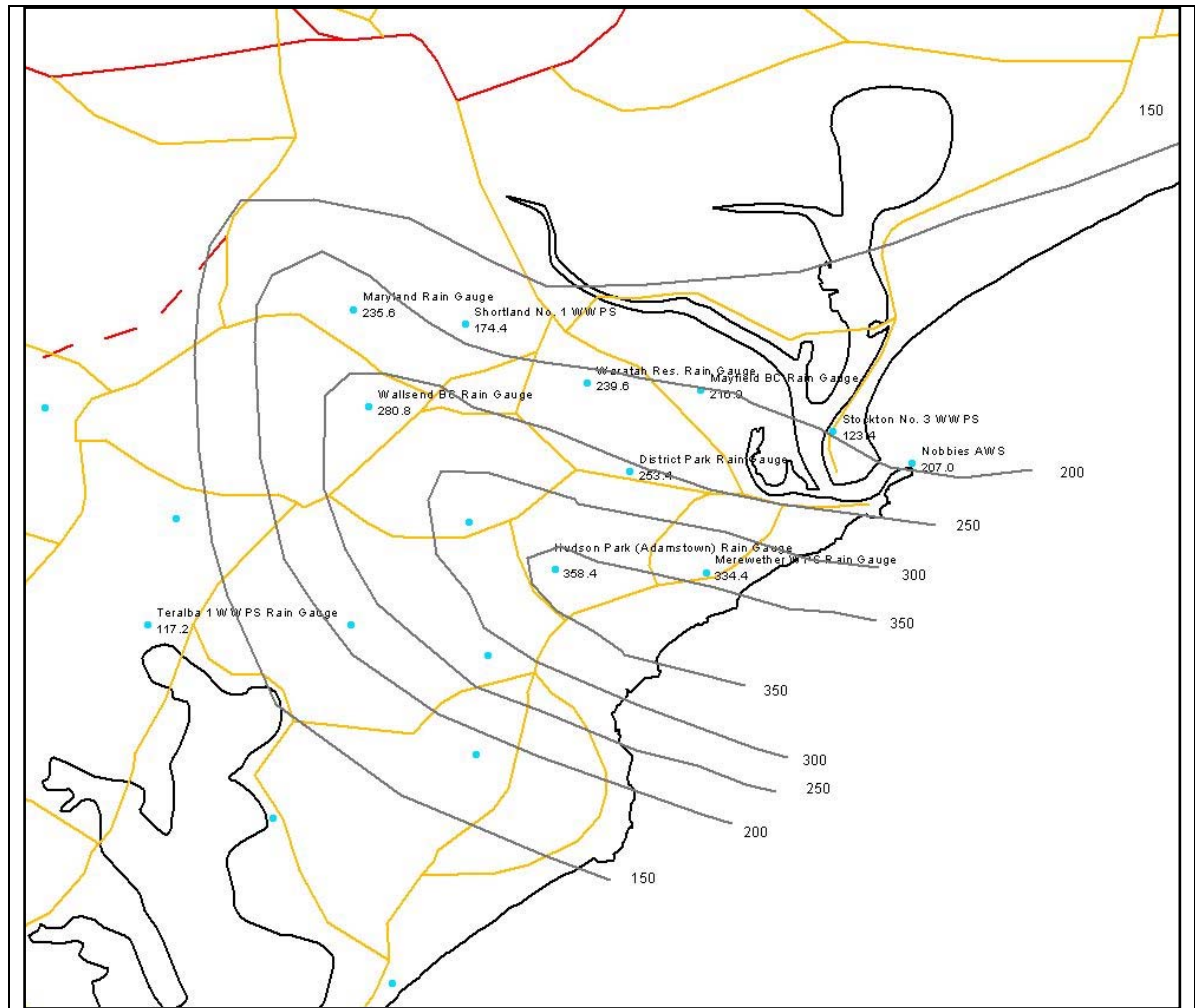 150
Maryland Rain Gauge
235.6
Shortland No. 1 WWPS
174.4
Waratah Res. Rain Gauge
239.6
Mayfield BC Rain Gauge
Wallsend BC Rain Gauge
280.8
Stockton No. 3 WWPS
123.4
Nobbies AWS
207.0
200
District Park Rain Gauge
253.4
250
Hudson Park (Adamstown) Rain Gauge
358.4
Merewether WPS Rain Gauge
334.4
300
350
Teralba 1 WWPS Rain Gauge
117.2
350
300
250
200
150